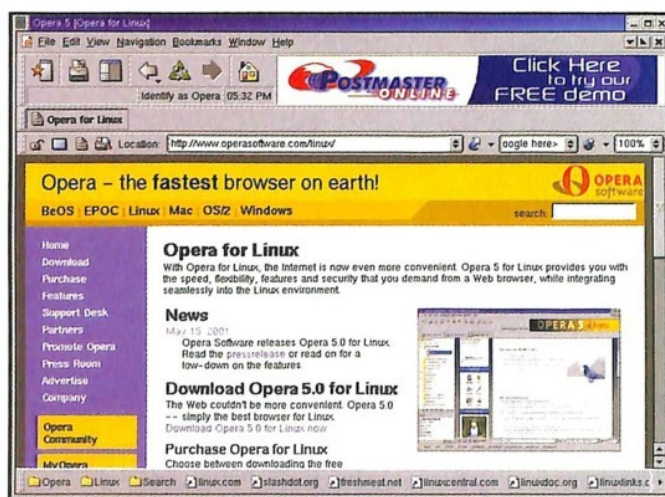 Opera 5 [Opera for Linux]
File Edit View Navigation Bookmarks Window Help
Identify as Opera 05:32 PM
POSTMASTER
ONLINE
Click Here
to try our
FREE demo
Opera for Linux
Location: http://www.operasoftware.com/linux/ oogle here> 100%
Opera – the fastest browser on earth!
OPERA
software
BeOS | EPOC | Linux | Mac | OS/2 | Windows
search:
Home
Download
Purchase
Features
Support Desk
Partners
Promote Opera
Press Room
Advertise
Company
Opera
Community
MyOpera
Opera for Linux
With Opera for Linux, the Internet is now even more convenient. Opera 5 for Linux provides you with
the speed, flexibility, features and security that you demand from a Web browser, while integrating
seamlessly into the Linux environment.
News
May 15, 2001
Opera Software releases Opera 5.0 for Linux.
Read the pressrelease or read on for a
low-down on the features
OPERA 5
Download Opera 5.0 for Linux
The Web couldn't be more convenient. Opera 5.0
-- simply the best browser for Linux.
Download Opera 5.0 for Linux now
Purchase Opera for Linux
Choose between downloading the free
Opera Linux Search linux.com slashdot.org freshmeat.net linuxcentral.com linuxdoc.org linuxlinks.c